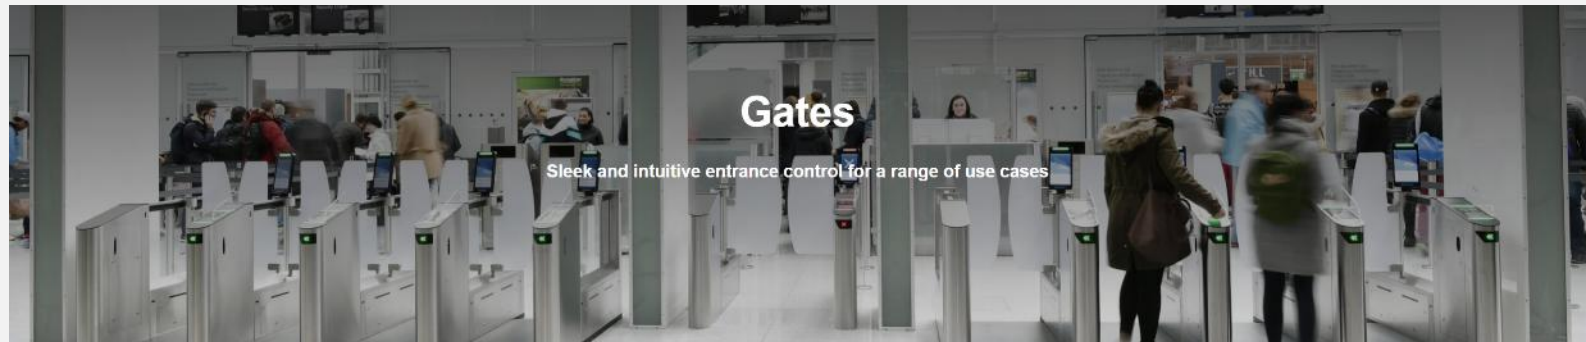 Gates
Sleek and intuitive entrance control for a range of use cases